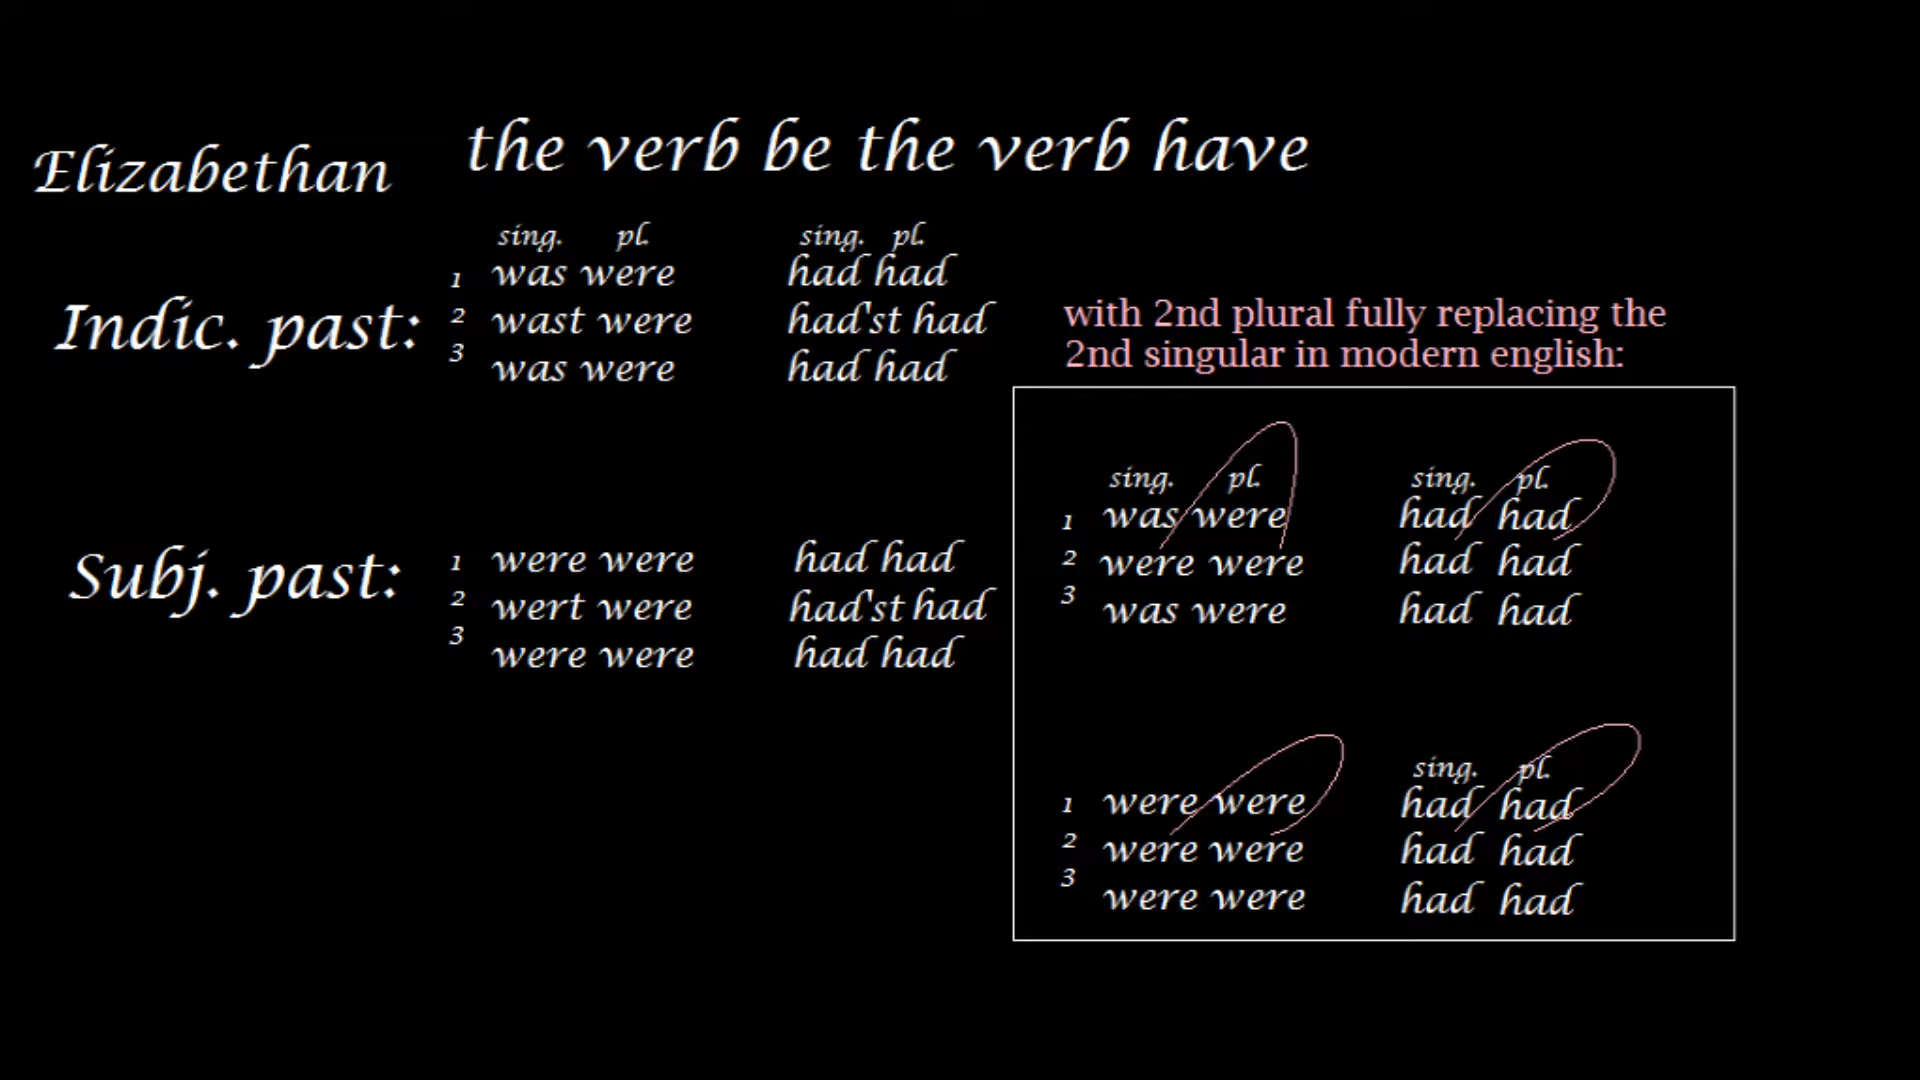 Elizabethan
the verb be the verb have
sing. pl. sing. pl.
Indic. past:
1 was were had had
2 wast were had'st had
3 was were had had
Subj. past:
1 were were had had
2 wert were had'st had
3 were were had had
with 2nd plural fully replacing the
2nd singular in modern english:
sing. pl. sing. pl.
1 was were had had
2 were were had had
3 was were had had
sing. pl.
1 were were had had
2 were were had had
3 were were had had